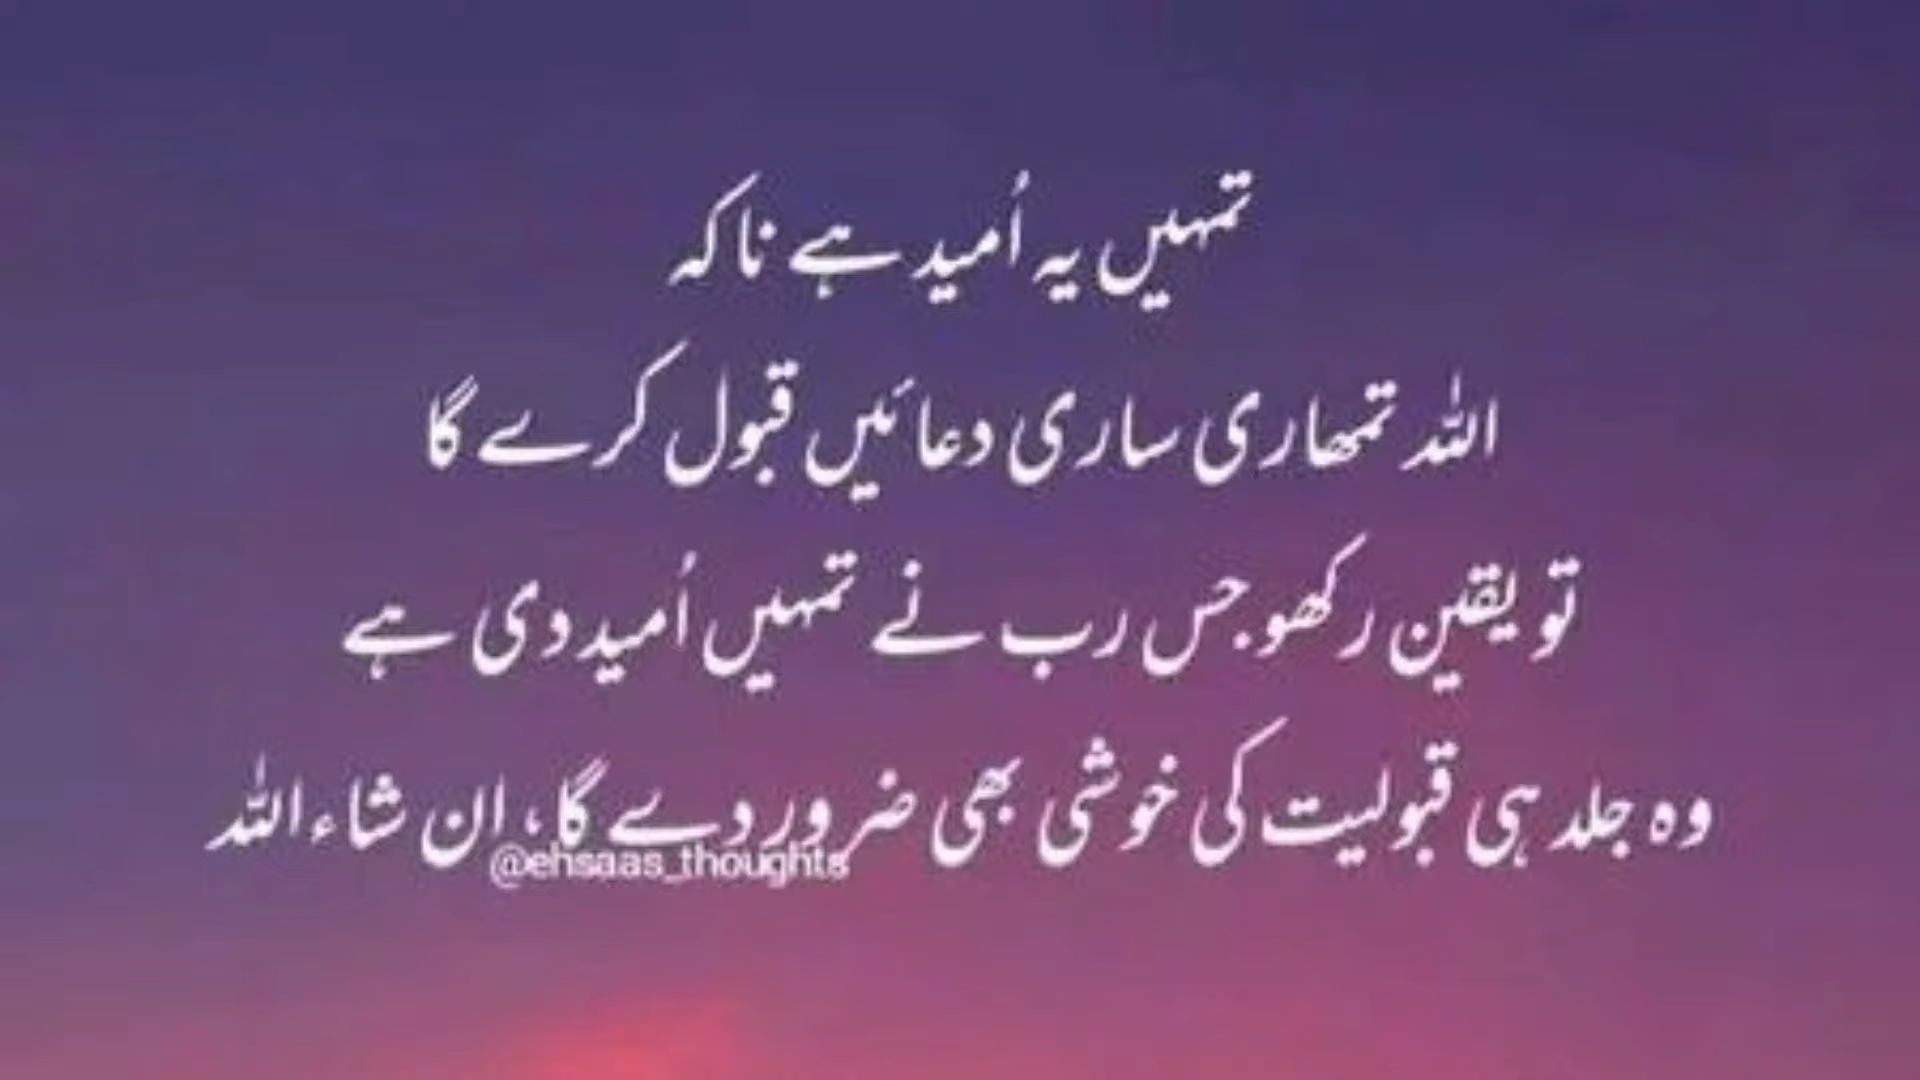 تمہیں یہ اُمید ہے نا کہ
اللہ تمھاری ساری دعائیں قبول کرے گا
تو یقین رکھو جس رب نے تمہیں اُمید دی ہے
وہ جلد ہی قبولیت کی خوشی بھی ضرور دے گا، ان شاء اللہ
@ehsaas_thoughts